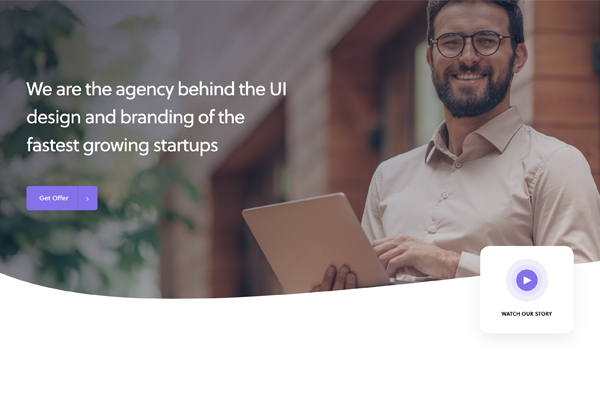 We are the agency behind the UI
design and branding of the
fastest growing startups
Get Offer
WATCH OUR STORY